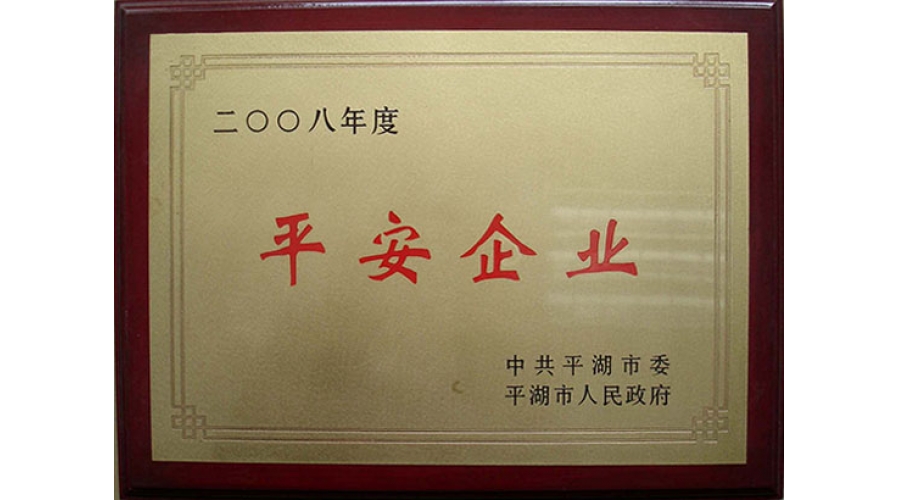 二〇〇八年度
平安企业
中共平湖市委
平湖市人民政府